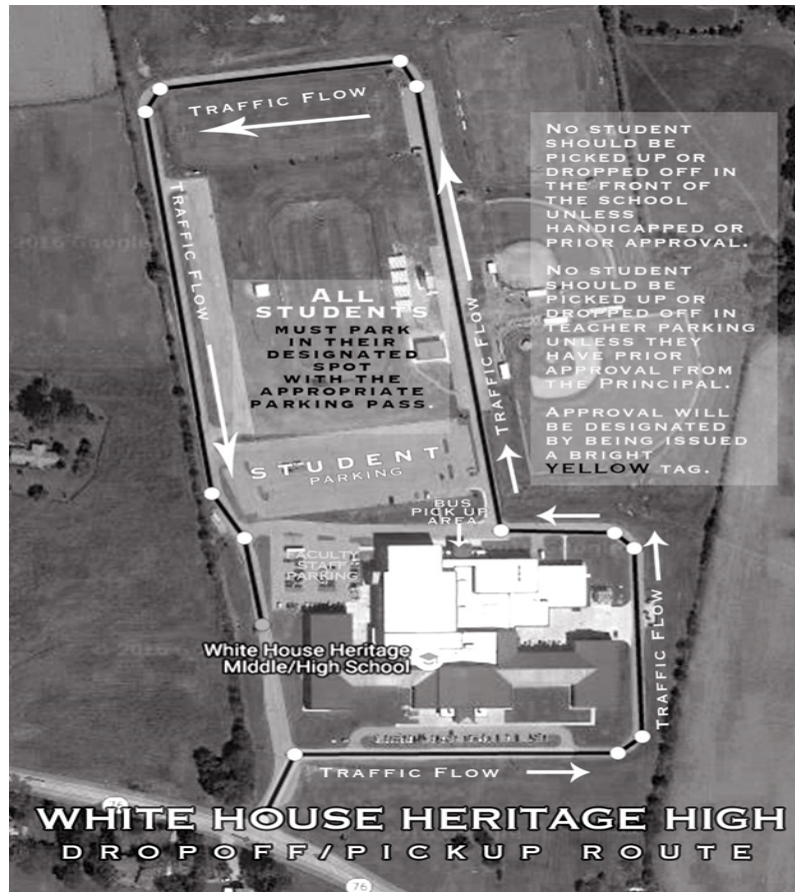 TRAFFIC FLOW
TRAFFIC FLOW
TRAFFIC FLOW
NO STUDENT
SHOULD BE
PICKED UP OR
DROPPED OFF IN
THE FRONT OF
THE SCHOOL
UNLESS
HANDICAPPED OR
PRIOR APPROVAL.
NO STUDENT
SHOULD BE
PICKED UP OR
DROPPED OFF IN
TEACHER PARKING
UNLESS THEY
HAVE PRIOR
APPROVAL FROM
THE PRINCIPAL.
APPROVAL WILL
BE DESIGNATED
BY BEING ISSUED
A BRIGHT
YELLOW TAG.
ALL
STUDENTS
MUST PARK
IN THEIR
DESIGNATED
SPOT
WITH THE
APPROPRIATE
PARKING PASS.
STUDENT
PARKING
BUS
PICK UP
AREA
FACULTY
STAFF
PARKING
White House Heritage
Middle/High School
TRAFFIC FLOW
TRAFFIC FLOW
76
WHITE HOUSE HERITAGE HIGH
DROPOFF/PICKUP ROUTE
76